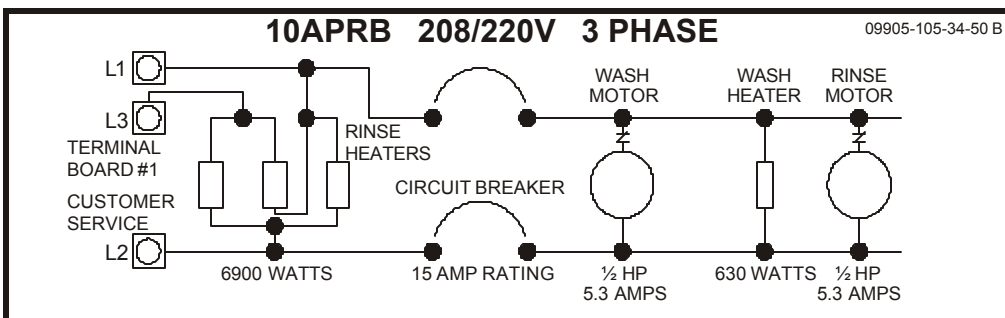 10APRB 208/220V 3 PHASE
09905-105-34-50 B
L1
L3
TERMINAL
BOARD #1
CUSTOMER
SERVICE
L2
RINSE
HEATERS
6900 WATTS
CIRCUIT BREAKER
15 AMP RATING
WASH
MOTOR
½ HP
5.3 AMPS
WASH
HEATER
630 WATTS
RINSE
MOTOR
½ HP
5.3 AMPS